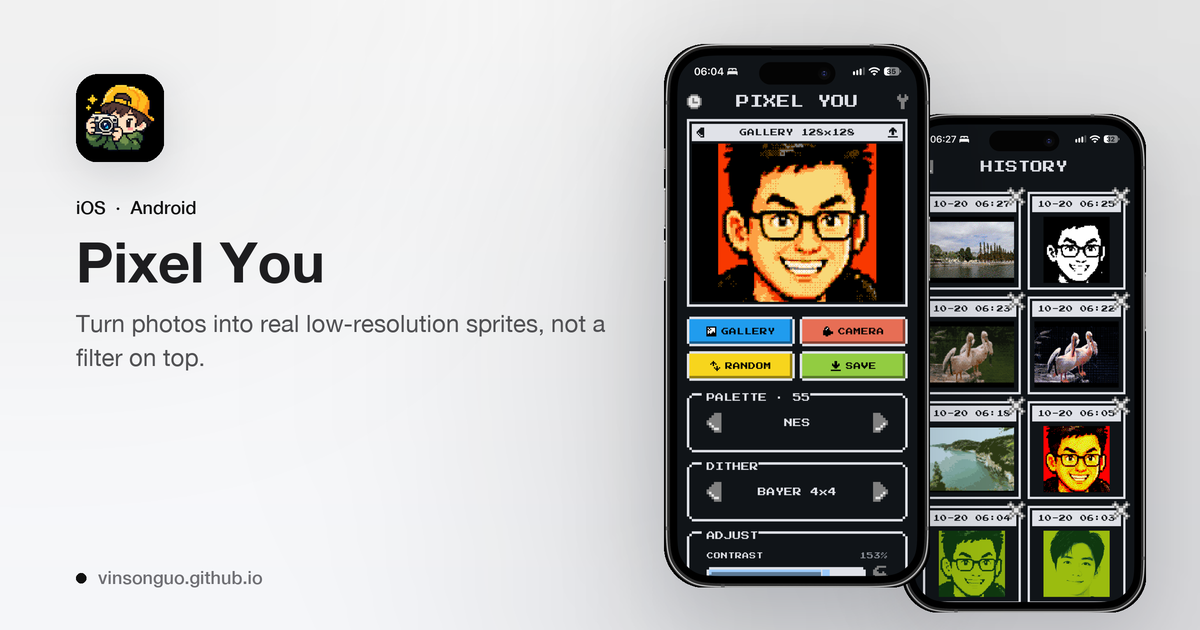 iOS · Android
Pixel You
Turn photos into real low-resolution sprites, not a
filter on top.
vinsonguo.github.io
06:04
35
PIXEL YOU
GALLERY 128x128
GALLERY
CAMERA
RANDOM
SAVE
PALETTE · 55
NES
DITHER
BAYER 4x4
ADJUST
CONTRAST
153%
06:27
32
HISTORY
10-20 06:27
10-20 06:25
10-20 06:23
10-20 06:22
10-20 06:18
10-20 06:05
10-20 06:04
10-20 06:03